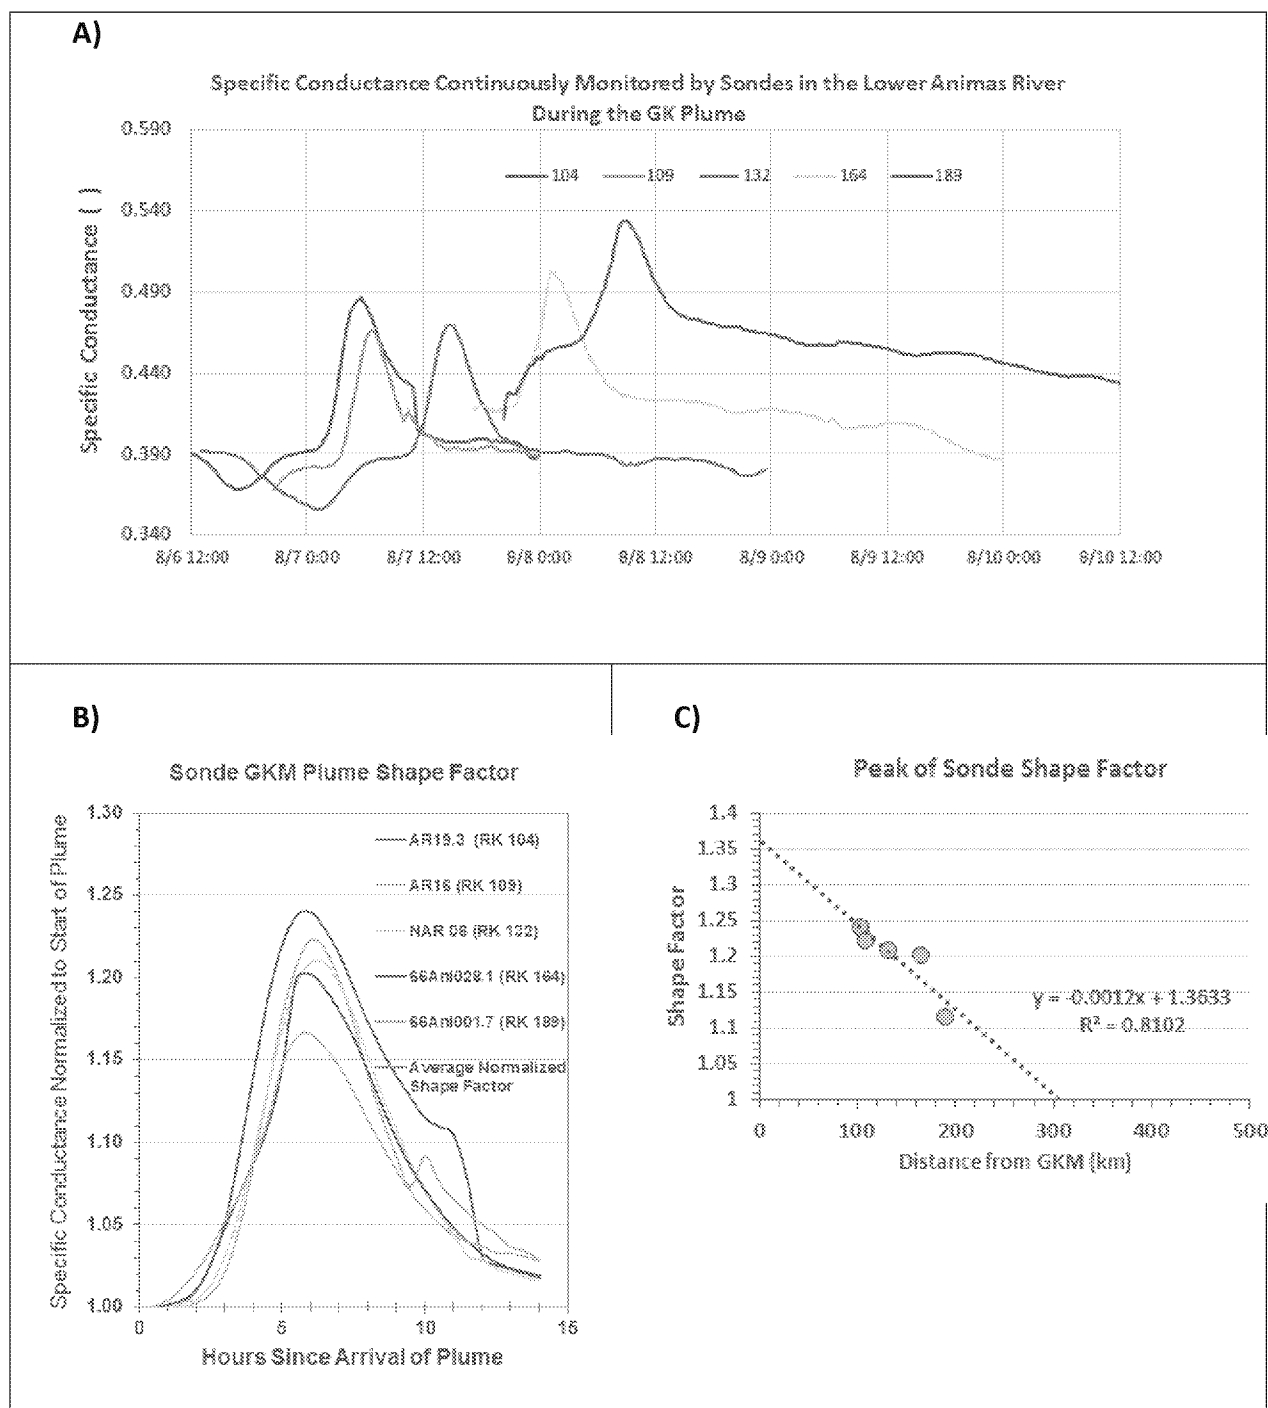 A)
Specific Conductance Continuously Monitored by Sondes in the Lower Animas River
During the GK Plume
0.590
0.540
0.490
0.440
0.390
0.340
Specific Conductance ( )
104 109 132 164 189
8/6 12:00 8/7 0:00 8/7 12:00 8/8 0:00 8/8 12:00 8/9 0:00 8/9 12:00 8/10 0:00 8/10 12:00
B)
Sonde GKM Plume Shape Factor
Specific Conductance Normalized to Start of Plume
1.30
1.25
1.20
1.15
1.10
1.05
1.00
AR19.3 (RK 104)
AR16 (RK 109)
NAR 06 (RK 132)
66Ani028.1 (RK 164)
66Ani001.7 (RK 189)
Average Normalized
Shape Factor
0 5 10 15
Hours Since Arrival of Plume
C)
Peak of Sonde Shape Factor
Shape Factor
1.4
1.35
1.3
1.25
1.2
1.15
1.1
1.05
1
y = -0.0012x + 1.3633
R² = 0.8102
0 100 200 300 400 500
Distance from GKM (km)